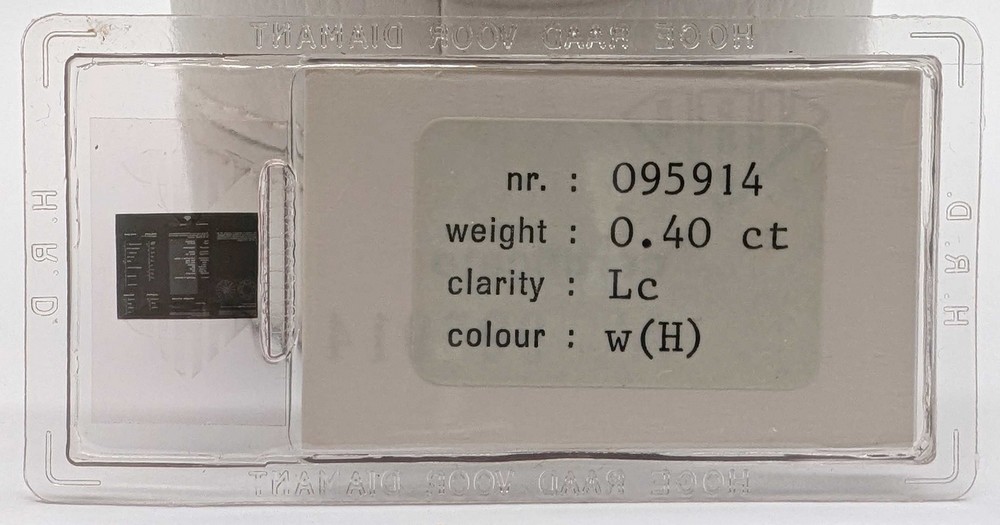 HOGE RAAD VOOR DIAMANT
H.R.D.
nr. : 095914
weight : 0.40 ct
clarity : Lc
colour : w(H)
H.R.D.
HOGE RAAD VOOR DIAMANT